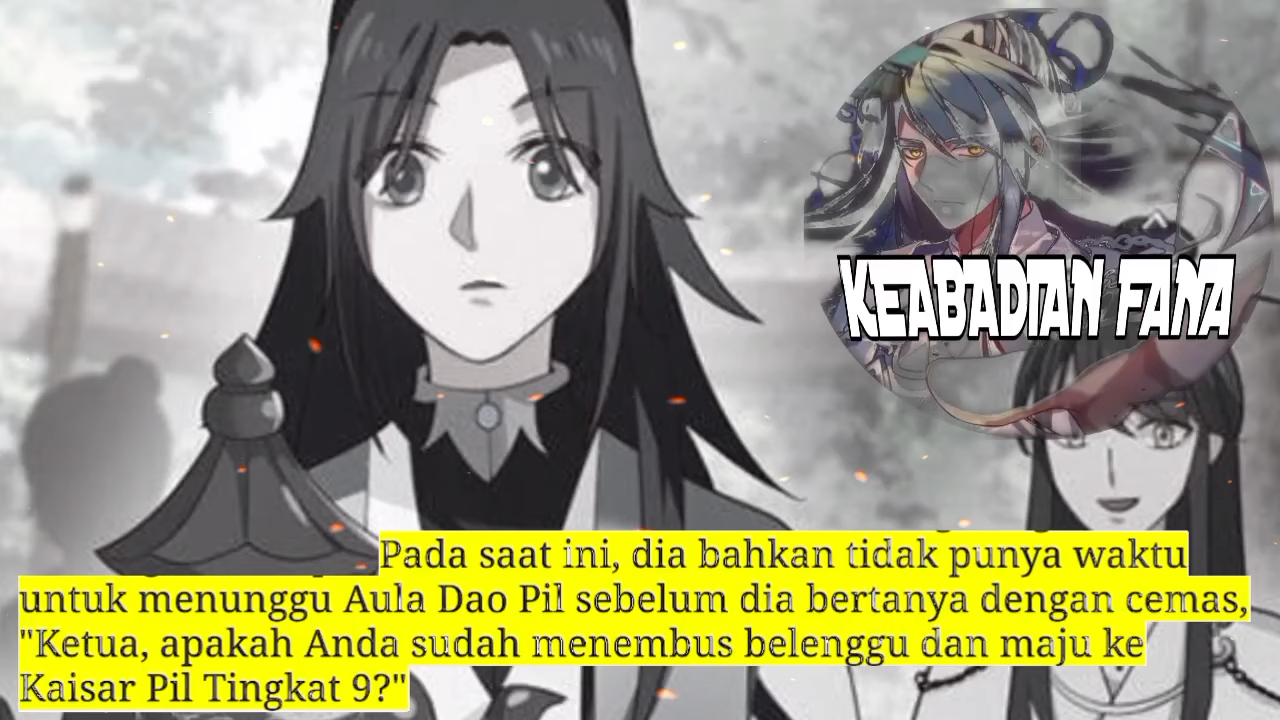 KEABADIAN FANA
Pada saat ini, dia bahkan tidak punya waktu
untuk menunggu Aula Dao Pil sebelum dia bertanya dengan cemas,
"Ketua, apakah Anda sudah menembus belenggu dan maju ke
Kaisar Pil Tingkat 9?"